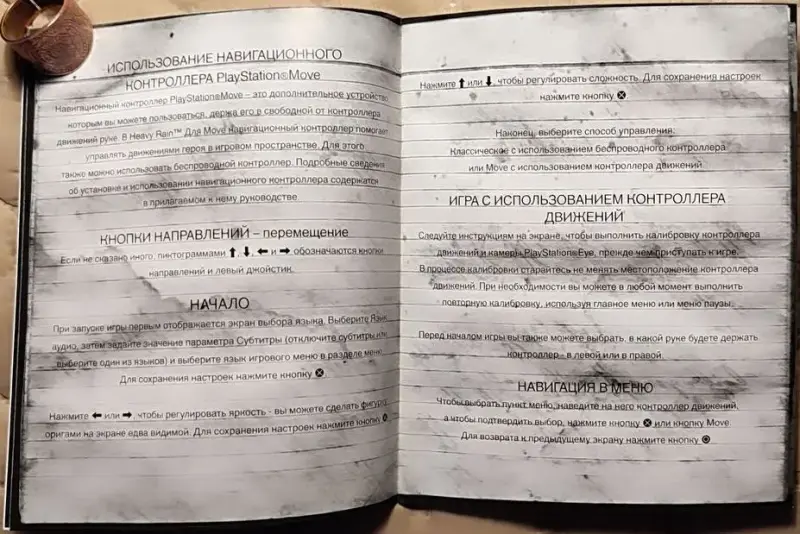 ИСПОЛЬЗОВАНИЕ НАВИГАЦИОННОГО
КОНТРОЛЛЕРА PlayStation®Move
Навигационный контроллер PlayStation®Move – это дополнительное устройство,
которым вы можете пользоваться, держа его в свободной от контроллера
движений руке. В Heavy Rain™ Для Move навигационный контроллер помогает
управлять движениями героя в игровом пространстве. Для этого
также можно использовать беспроводной контроллер. Подробные сведения
об установке и использовании навигационного контроллера содержатся
в прилагаемом к нему руководстве.
КНОПКИ НАПРАВЛЕНИЙ – перемещение
Если не сказано иного, пиктограммами ⬆, ⬇, ⬅ и ➡ обозначаются кнопки
направлений и левый джойстик.
НАЧАЛО
При запуске игры первым отображается экран выбора языка. Выберите Язык
аудио, затем задайте значение параметра Субтитры (отключите субтитры или
выберите один из языков) и выберите язык игрового меню в разделе меню.
Для сохранения настроек нажмите кнопку ⊗.
Нажмите ⬅ или ➡, чтобы регулировать яркость - вы можете сделать фигурку
оригами на экране едва видимой. Для сохранения настроек нажмите кнопку
Нажмите ⬆ или ⬇, чтобы регулировать сложность. Для сохранения настроек
нажмите кнопку ⊗
Наконец, выберите способ управления:
Классическое с использованием беспроводного контроллера
или Move с использованием контроллера движений.
ИГРА С ИСПОЛЬЗОВАНИЕМ КОНТРОЛЛЕРА
ДВИЖЕНИЙ
Следуйте инструкциям на экране, чтобы выполнить калибровку контроллера
движений и камеры PlayStation®Eye, прежде чем приступать к игре.
В процессе калибровки старайтесь не менять местоположение контроллера
движений. При необходимости вы можете в любой момент выполнить
повторную калибровку, используя главное меню или меню паузы.
Перед началом игры вы также можете выбрать, в какой руке будете держать
контроллер - в левой или в правой.
НАВИГАЦИЯ В МЕНЮ
Чтобы выбрать пункт меню, наведите на него контроллер движений,
а чтобы подтвердить выбор, нажмите кнопку ⊗ или кнопку Move.
Для возврата к предыдущему экрану нажмите кнопку ◎